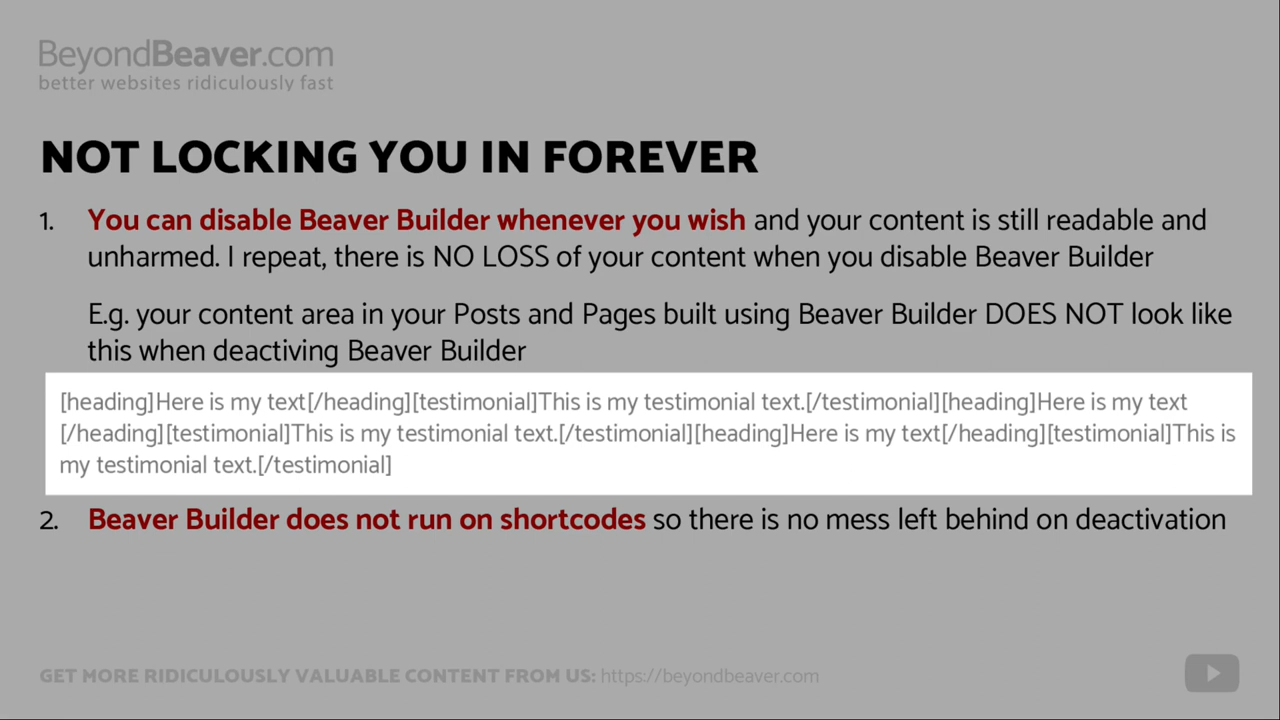 BeyondBeaver.com
better websites ridiculously fast
NOT LOCKING YOU IN FOREVER
1. You can disable Beaver Builder whenever you wish and your content is still readable and
unharmed. I repeat, there is NO LOSS of your content when you disable Beaver Builder
E.g. your content area in your Posts and Pages built using Beaver Builder DOES NOT look like
this when deactiving Beaver Builder
[heading]Here is my text[/heading][testimonial]This is my testimonial text.[/testimonial][heading]Here is my text
[/heading][testimonial]This is my testimonial text.[/testimonial][heading]Here is my text[/heading][testimonial]This is
my testimonial text.[/testimonial]
2. Beaver Builder does not run on shortcodes so there is no mess left behind on deactivation
GET MORE RIDICULOUSLY VALUABLE CONTENT FROM US: https://beyondbeaver.com